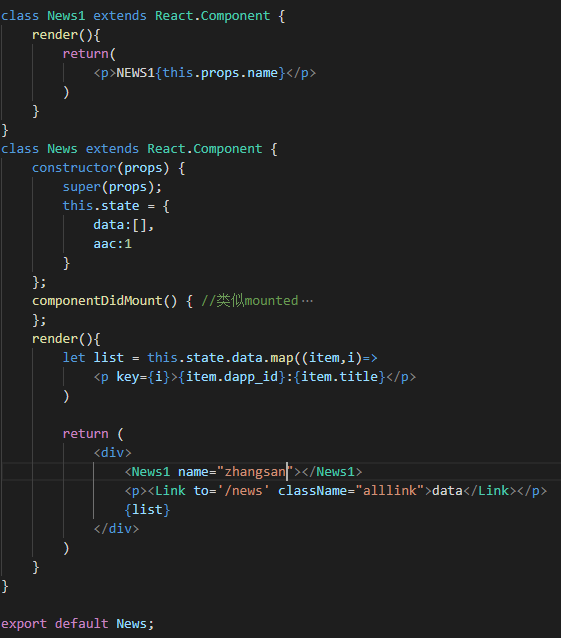 class News1 extends React.Component {
    render(){
        return(
            <p>NEWS1{this.props.name}</p>
        )
    }
}
class News extends React.Component {
    constructor(props) {
        super(props);
        this.state = {
            data:[],
            aac:1
        }
    };
    componentDidMount() { //类似mounted…
    };
    render(){
        let list = this.state.data.map((item,i)=>
            <p key={i}>{item.dapp_id}:{item.title}</p>
        )
        return (
            <div>
                <News1 name="zhangsan"></News1>
                <p><Link to='/news' className="alllink">data</Link></p>
                {list}
            </div>
        )
    }
}
export default News;